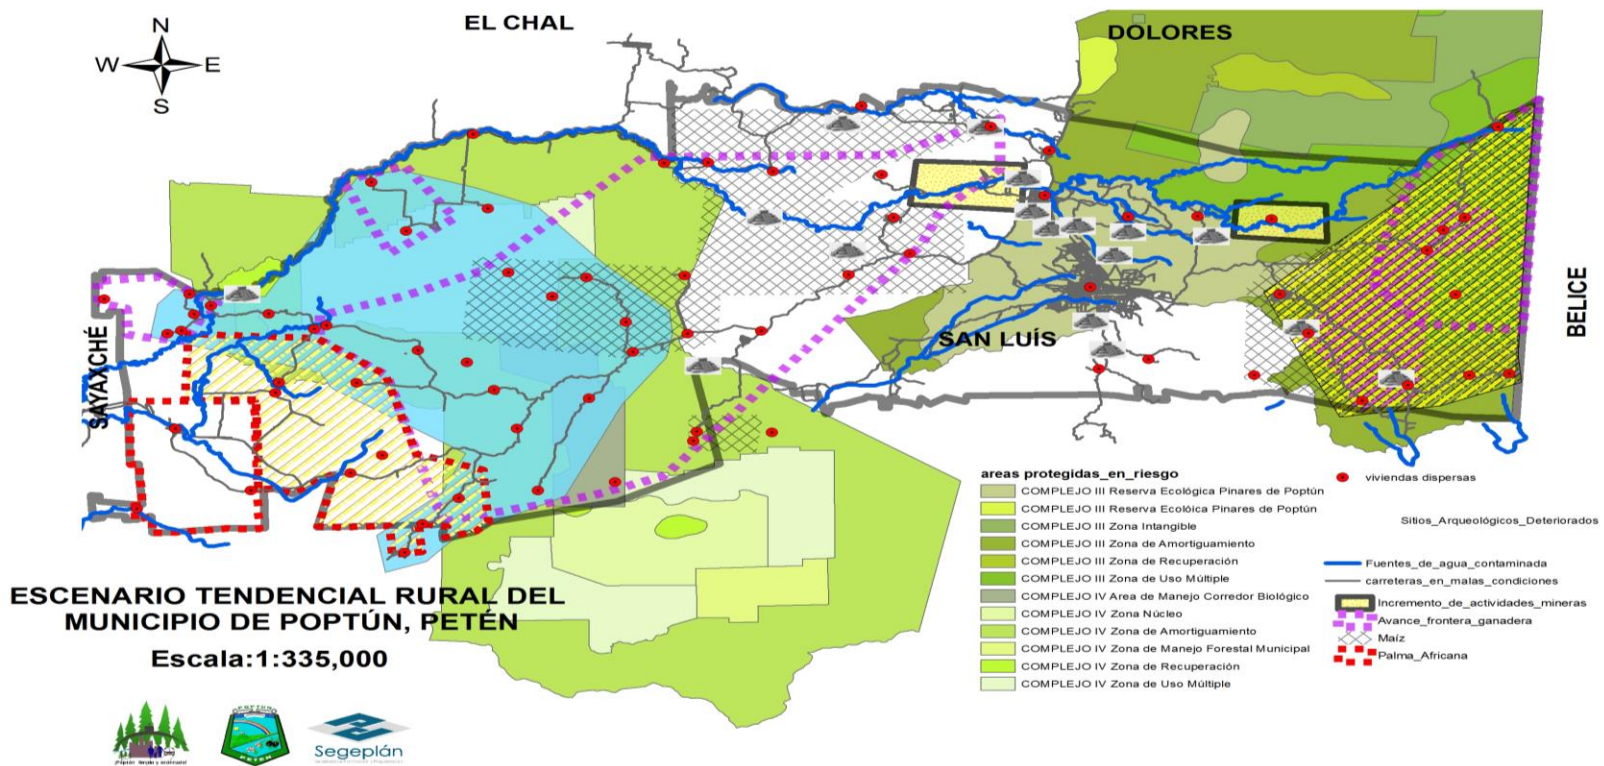 EL CHAL
DOLORES
N
W E
S
BELICE
SAYAXCHÉ
SAN LUÍS
ESCENARIO TENDENCIAL RURAL DEL
MUNICIPIO DE POPTÚN, PETÉN
Escala:1:335,000
areas protegidas_en_riesgo
COMPLEJO III Reserva Ecológica Pinares de Poptún
COMPLEJO III Reserva Ecolóica Pinares de Poptún
COMPLEJO III Zona Intangible
COMPLEJO III Zona de Amortiguamiento
COMPLEJO III Zona de Recuperación
COMPLEJO III Zona de Uso Múltiple
COMPLEJO IV Area de Manejo Corredor Biológico
COMPLEJO IV Zona Núcleo
COMPLEJO IV Zona de Amortiguamiento
COMPLEJO IV Zona de Manejo Forestal Municipal
COMPLEJO IV Zona de Recuperación
COMPLEJO IV Zona de Uso Múltiple
viviendas dispersas
Sitios_Arqueológicos_Deteriorados
Fuentes_de_agua_contaminada
carreteras_en_malas_condiciones
Incremento_de_actividades_mineras
Avance_frontera_ganadera
Maíz
Palma_Africana
PETÉN
Segeplán